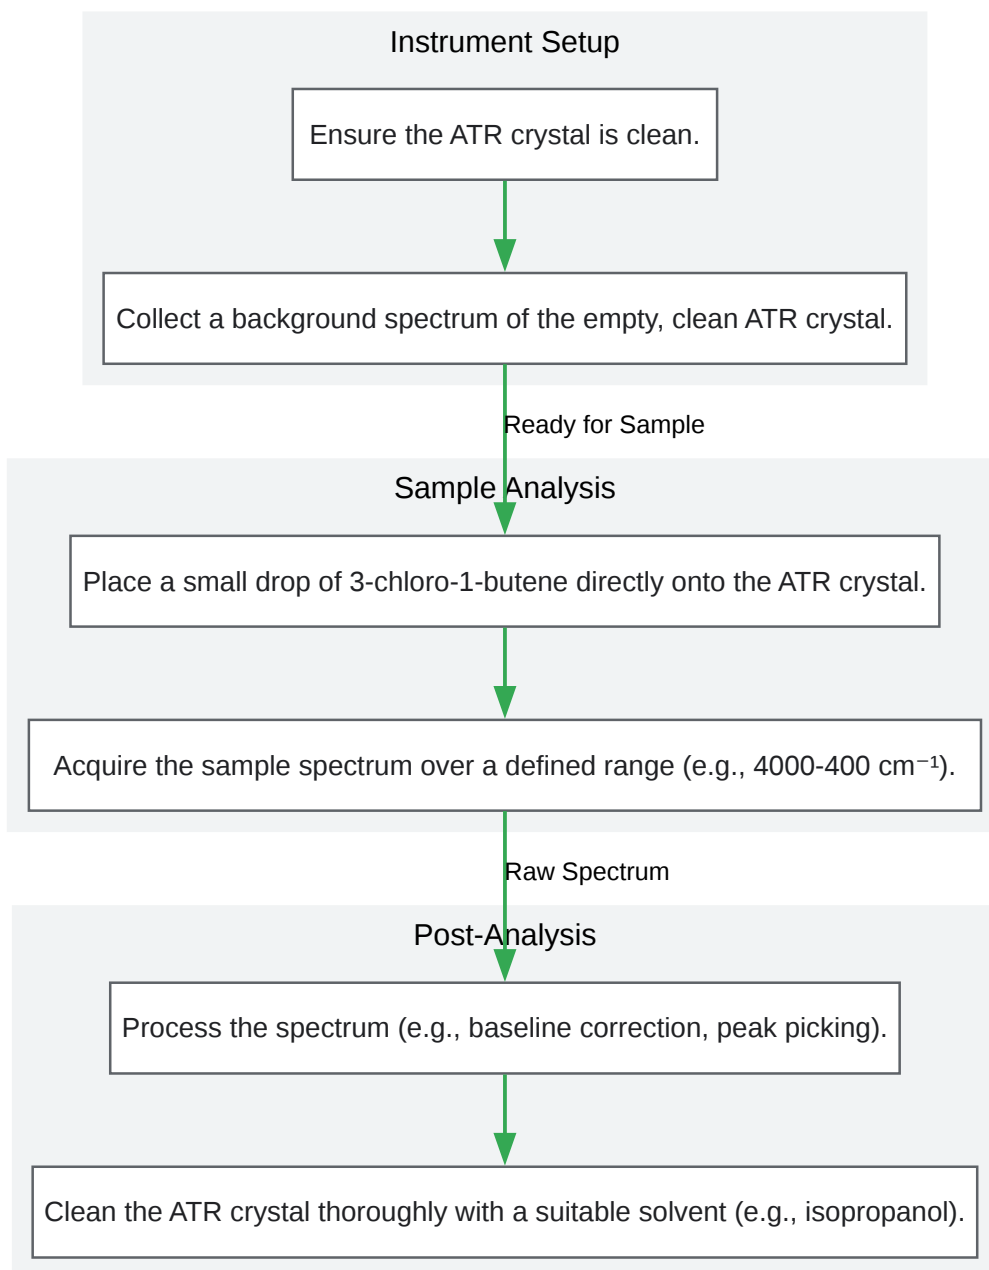 Instrument Setup
Ensure the ATR crystal is clean.
Collect a background spectrum of the empty, clean ATR crystal.
Ready for Sample
Sample Analysis
Place a small drop of 3-chloro-1-butene directly onto the ATR crystal.
Acquire the sample spectrum over a defined range (e.g., 4000-400 cm⁻¹).
Raw Spectrum
Post-Analysis
Process the spectrum (e.g., baseline correction, peak picking).
Clean the ATR crystal thoroughly with a suitable solvent (e.g., isopropanol).